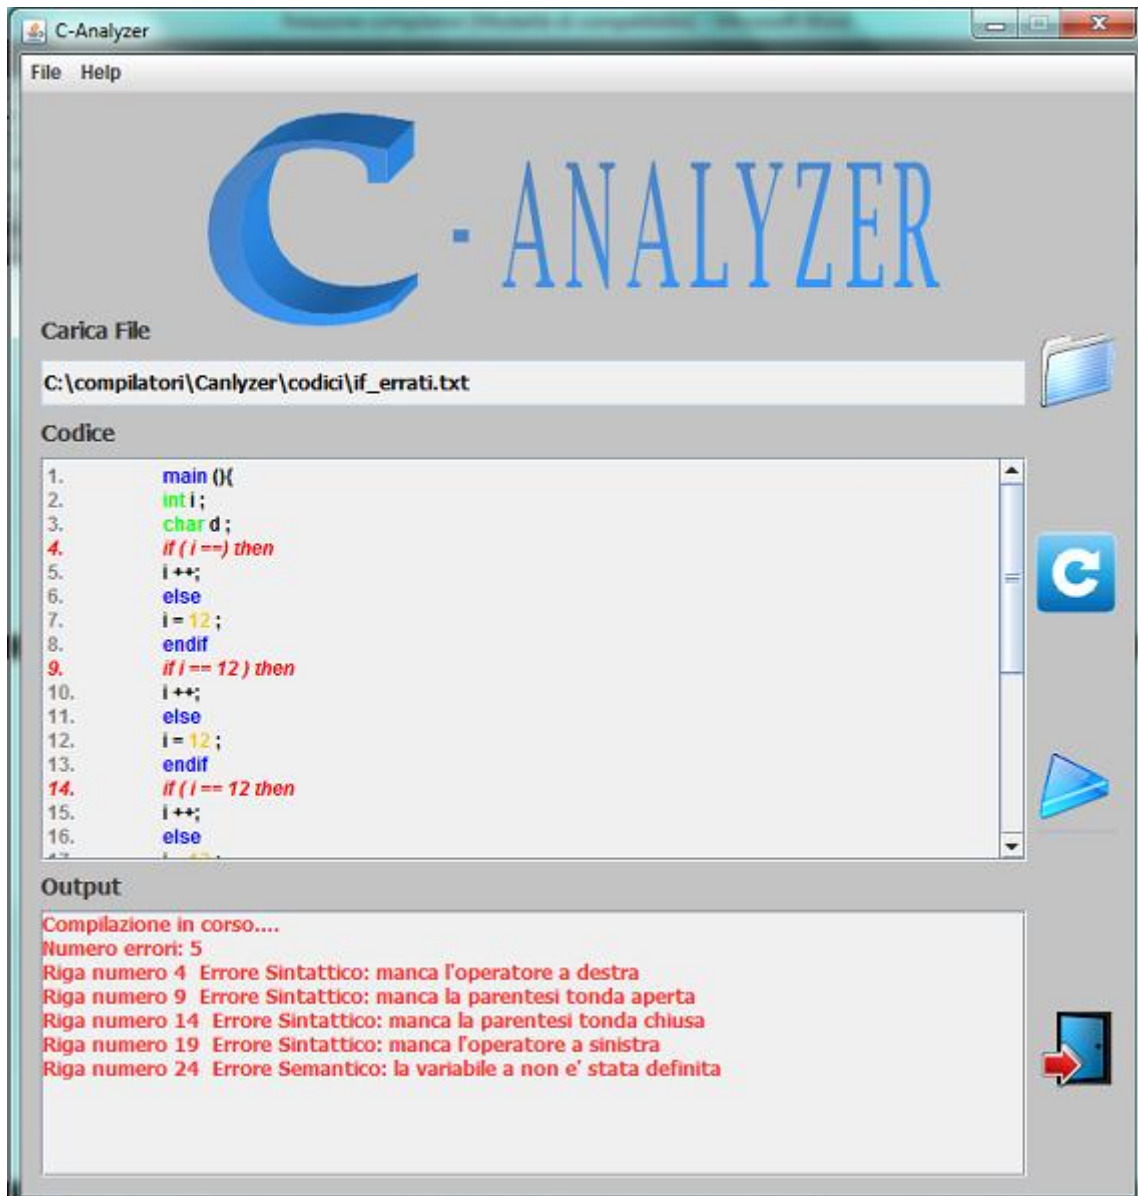 C-Analyzer
File Help
C - ANALYZER
Carica File
C:\compilatori\Canlyzer\codici\if_errati.txt
Codice
1. main (){
2. int i ;
3. char d ;
4. if ( i ==) then
5. i ++;
6. else
7. i = 12 ;
8. endif
9. if i == 12 ) then
10. i ++;
11. else
12. i = 12 ;
13. endif
14. if ( i == 12 then
15. i ++;
16. else
Output
Compilazione in corso....
Numero errori: 5
Riga numero 4 Errore Sintattico: manca l'operatore a destra
Riga numero 9 Errore Sintattico: manca la parentesi tonda aperta
Riga numero 14 Errore Sintattico: manca la parentesi tonda chiusa
Riga numero 19 Errore Sintattico: manca l'operatore a sinistra
Riga numero 24 Errore Semantico: la variabile a non e' stata definita